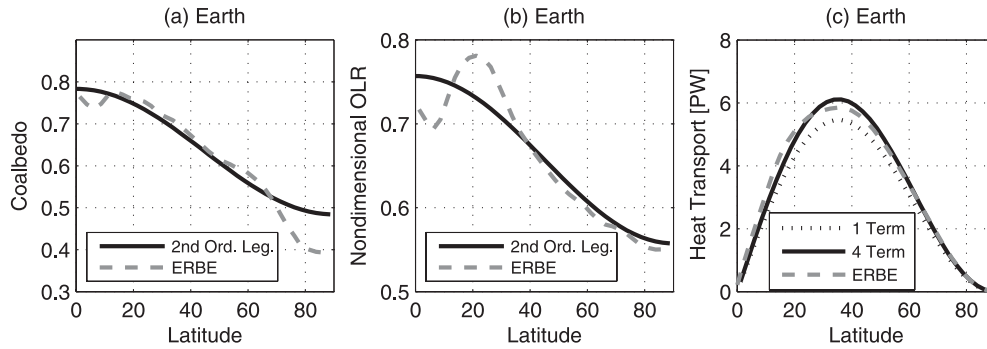 (a) Earth
Coalbedo
0.8
0.7
0.6
0.5
0.4
0.3
2nd Ord. Leg.
ERBE
0 20 40 60 80
Latitude
(b) Earth
Nondimensional OLR
0.8
0.7
0.6
0.5
2nd Ord. Leg.
ERBE
0 20 40 60 80
Latitude
(c) Earth
Heat Transport [PW]
8
6
4
2
0
1 Term
4 Term
ERBE
0 20 40 60 80
Latitude